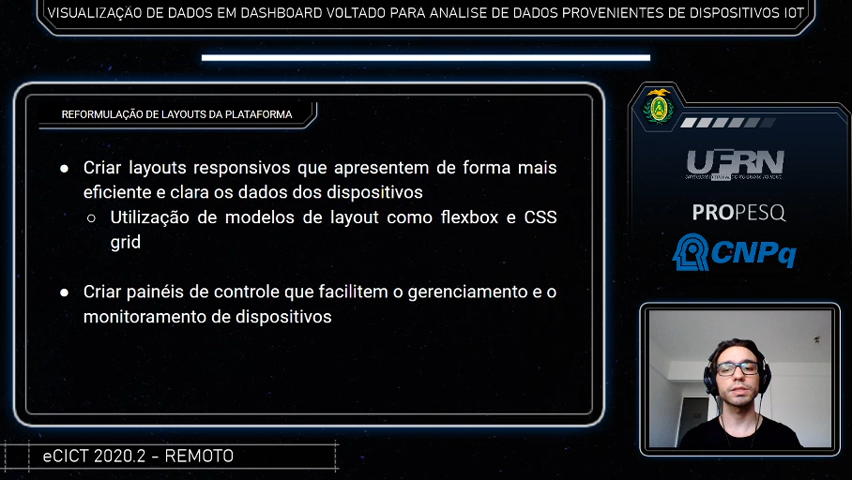 VISUALIZAÇÃO DE DADOS EM DASHBOARD VOLTADO PARA ANALISE DE DADOS PROVENIENTES DE DISPOSITIVOS IOT
REFORMULAÇÃO DE LAYOUTS DA PLATAFORMA
● Criar layouts responsivos que apresentem de forma mais
eficiente e clara os dados dos dispositivos
○ Utilização de modelos de layout como flexbox e CSS
grid
● Criar painéis de controle que facilitem o gerenciamento e o
monitoramento de dispositivos
UFRN
PROPESQ
CNPq
eCICT 2020.2 - REMOTO